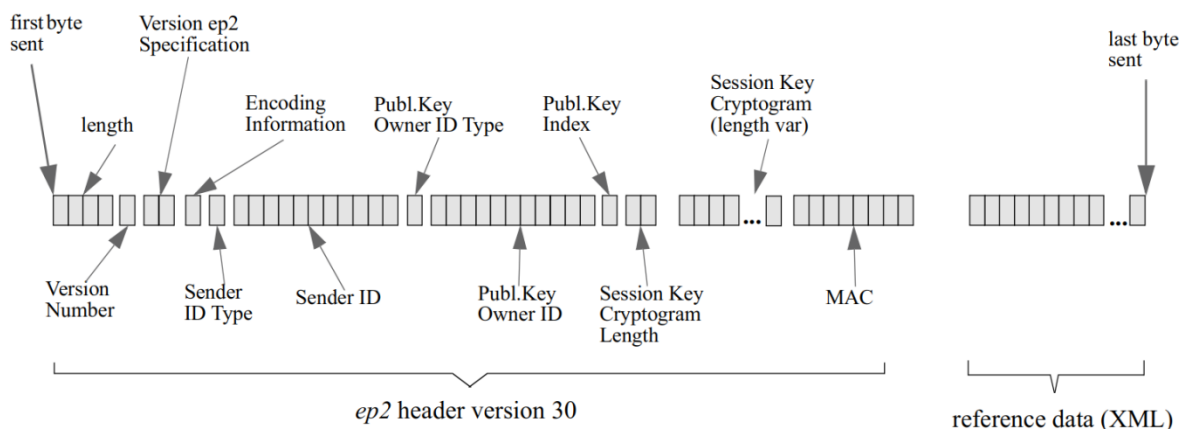 first byte
sent
Version ep2
Specification
length
Encoding
Information
Publ.Key
Owner ID Type
Publ.Key
Index
Session Key
Cryptogram
(length var)
last byte
sent
...
...
Version
Number
Sender
ID Type
Sender ID
Publ.Key
Owner ID
Session Key
Cryptogram
Length
MAC
ep2 header version 30
reference data (XML)